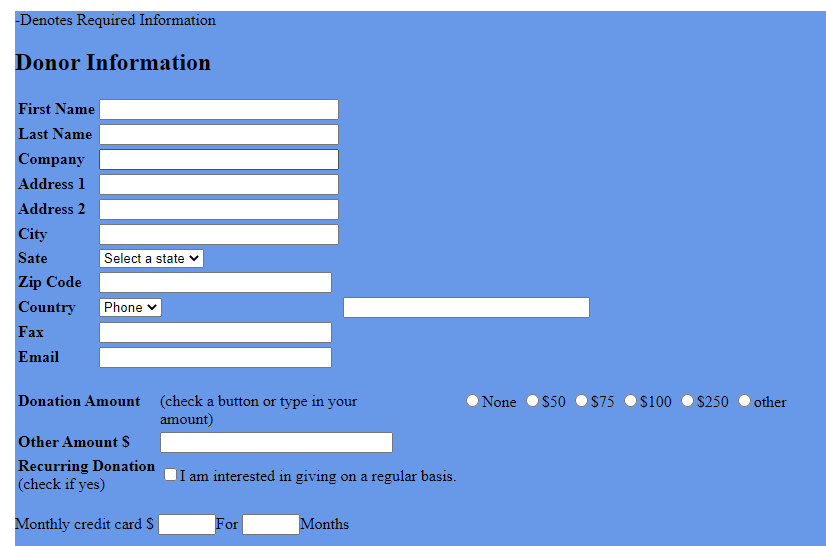 -Denotes Required Information
Donor Information
First Name
Last Name
Company
Address 1
Address 2
City
Sate Select a state
Zip Code
Country Phone
Fax
Email
Donation Amount (check a button or type in your amount) None $50 $75 $100 $250 other
Other Amount $
Recurring Donation
(check if yes) I am interested in giving on a regular basis.
Monthly credit card $ For Months